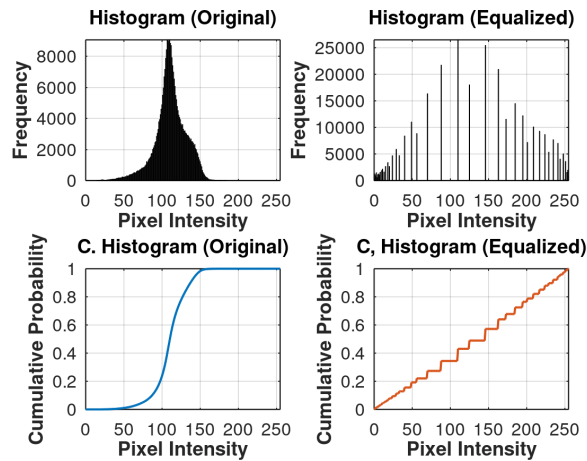 Histogram (Original)
Frequency
8000
6000
4000
2000
0
0 50 100 150 200 250
Pixel Intensity
Histogram (Equalized)
Frequency
25000
20000
15000
10000
5000
0
0 50 100 150 200 250
Pixel Intensity
C. Histogram (Original)
Cumulative Probability
1
0.8
0.6
0.4
0.2
0
0 50 100 150 200 250
Pixel Intensity
C, Histogram (Equalized)
Cumulative Probability
1
0.8
0.6
0.4
0.2
0
0 50 100 150 200 250
Pixel Intensity